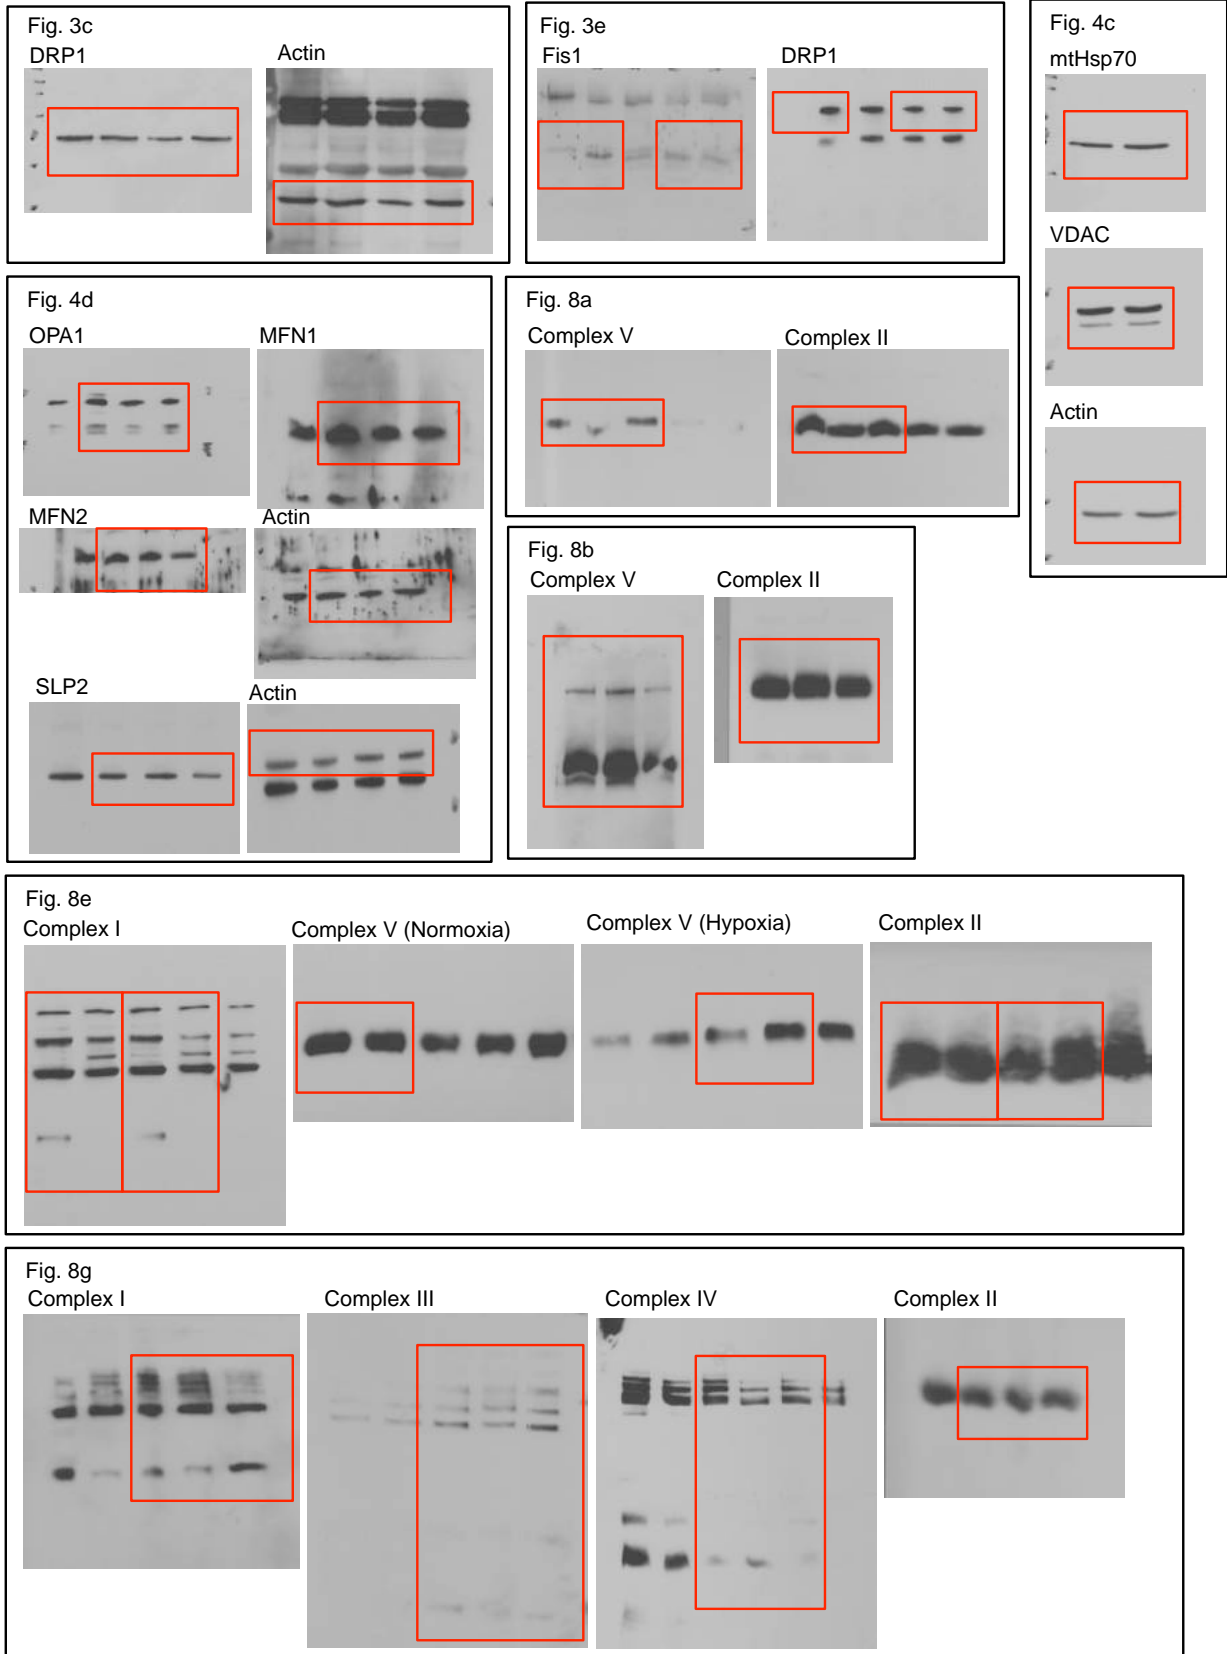 Fig. 3c
DRP1
Actin
Fig. 3e
Fis1
DRP1
Fig. 4c
mtHsp70
VDAC
Actin
Fig. 4d
OPA1
MFN1
MFN2
Actin
SLP2
Actin
Fig. 8a
Complex V
Complex II
Fig. 8b
Complex V
Complex II
Fig. 8e
Complex I
Complex V (Normoxia)
Complex V (Hypoxia)
Complex II
Fig. 8g
Complex I
Complex III
Complex IV
Complex II